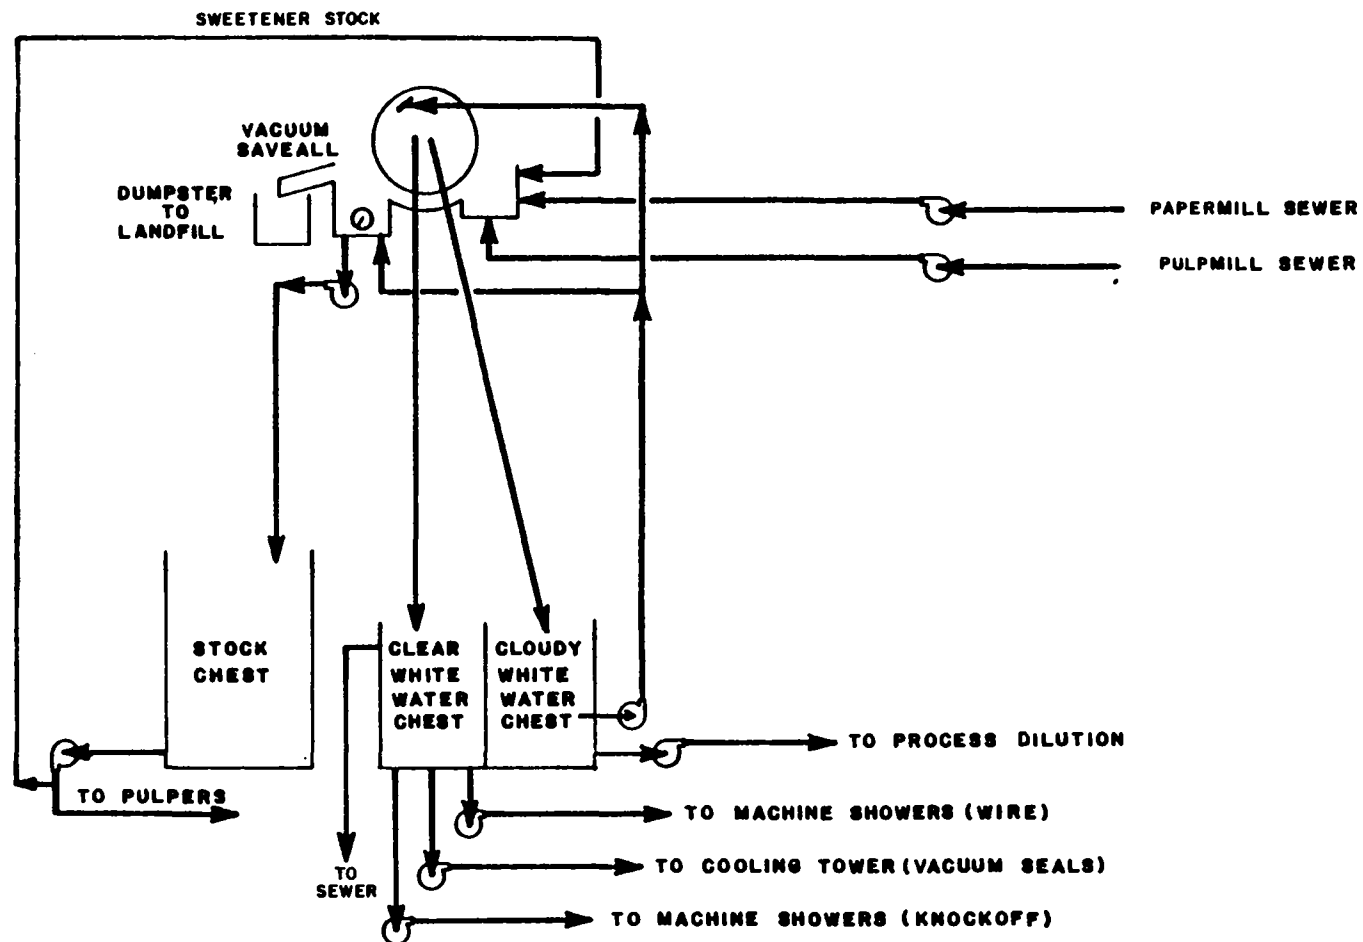 SWEETENER STOCK
VACUUM
SAVEALL
DUMPSTER
TO
LANDFILL
PAPERMILL SEWER
PULPMILL SEWER
STOCK
CHEST
CLEAR
WHITE
WATER
CHEST
CLOUDY
WHITE
WATER
CHEST
TO PROCESS DILUTION
TO PULPERS
TO MACHINE SHOWERS (WIRE)
TO COOLING TOWER (VACUUM SEALS)
TO
SEWER
TO MACHINE SHOWERS (KNOCKOFF)